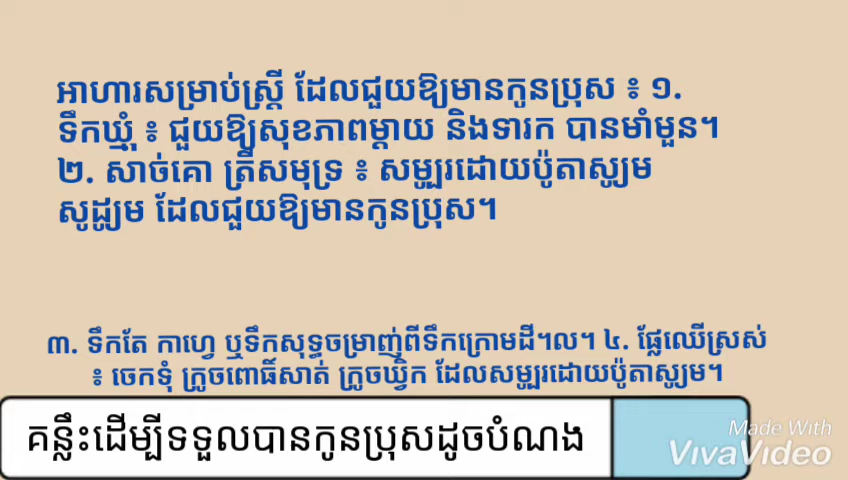 អាហារសម្រាប់ស្ត្រី ដែលជួយឱ្យមានកូនប្រុស ៖ ១.
ទឹកឃ្មុំ ៖ ជួយឱ្យសុខភាពម្តាយ និងទារក បានមាំមួន។
២. សាច់គោ ត្រីសមុទ្រ ៖ សម្បូរដោយប៉ូតាស្យូម
សូដ្យូម ដែលជួយឱ្យមានកូនប្រុស។
៣. ទឹកតែ កាហ្វេ ឬទឹកសុទ្ធចម្រាញ់ពីទឹកក្រោមដី។ល។ ៤. ផ្លែឈើស្រស់
៖ ចេកទុំ ក្រូចពោធិ៍សាត់ ក្រូចឃ្វិក ដែលសម្បូរដោយប៉ូតាស្យូម។
គន្លឹះដើម្បីទទួលបានកូនប្រុសដូចបំណង
Made With
VivaVideo